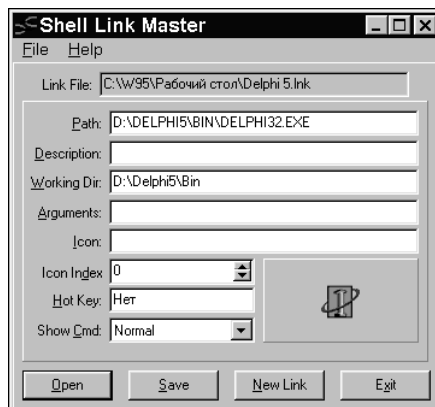 Shell Link Master
File Help
Link File: C:\W95\Рабочий стол\Delphi 5.lnk
Path: D:\DELPHI5\BIN\DELPHI32.EXE
Description:
Working Dir: D:\Delphi5\Bin
Arguments:
Icon:
Icon Index 0
Hot Key: Нет
Show Cmd: Normal
Open Save New Link Exit